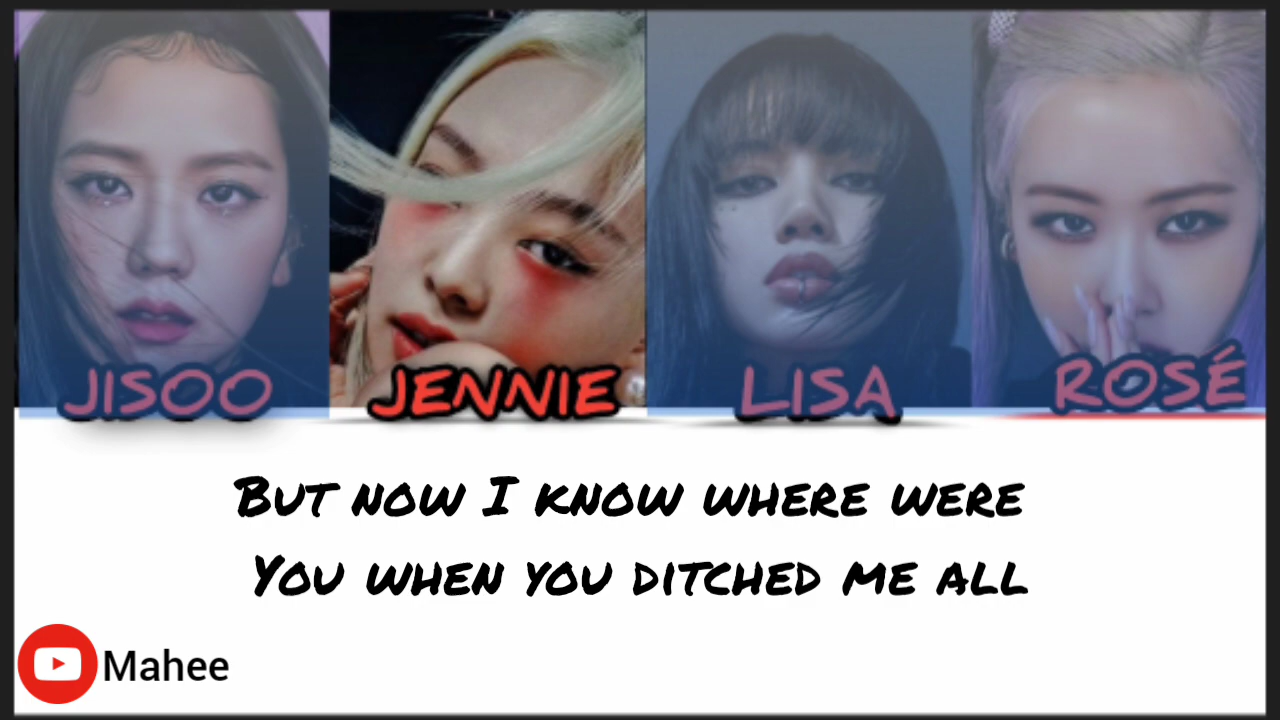 JISOO
JENNIE
LISA
ROSÉ
BUT NOW I KNOW WHERE WERE
YOU WHEN YOU DITCHED ME ALL
Mahee